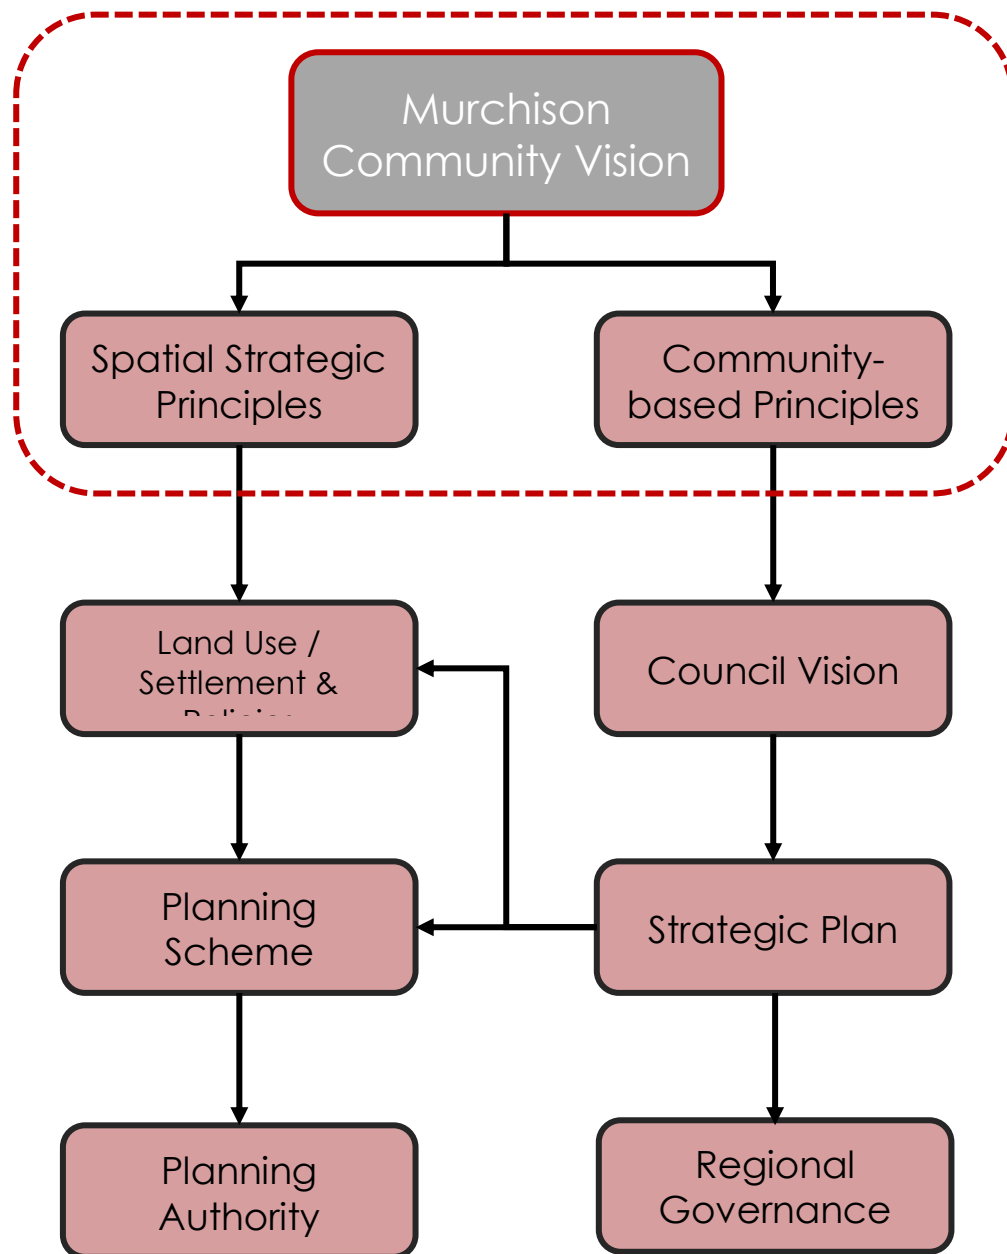 Murchison
Community Vision
Spatial Strategic
Principles
Community-
based Principles
Land Use /
Settlement &
Council Vision
Planning
Scheme
Strategic Plan
Planning
Authority
Regional
Governance